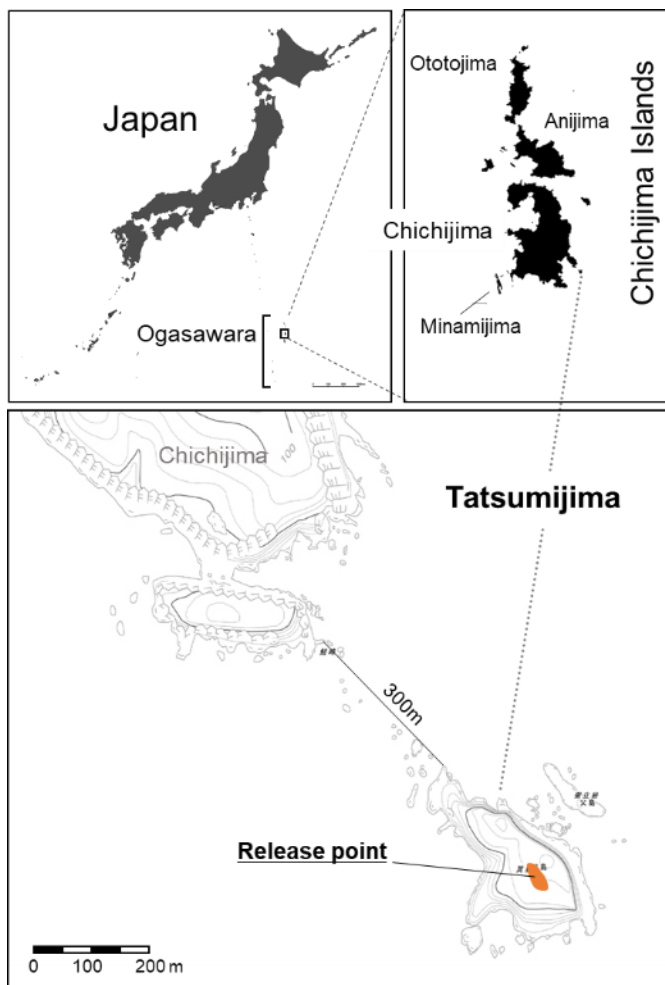 Japan
Ogasawara
Ototojima
Anijima
Chichijima
Minamijima
Chichijima Islands
Chichijima
100
Tatsumijima
300m
Release point
0 100 200 m